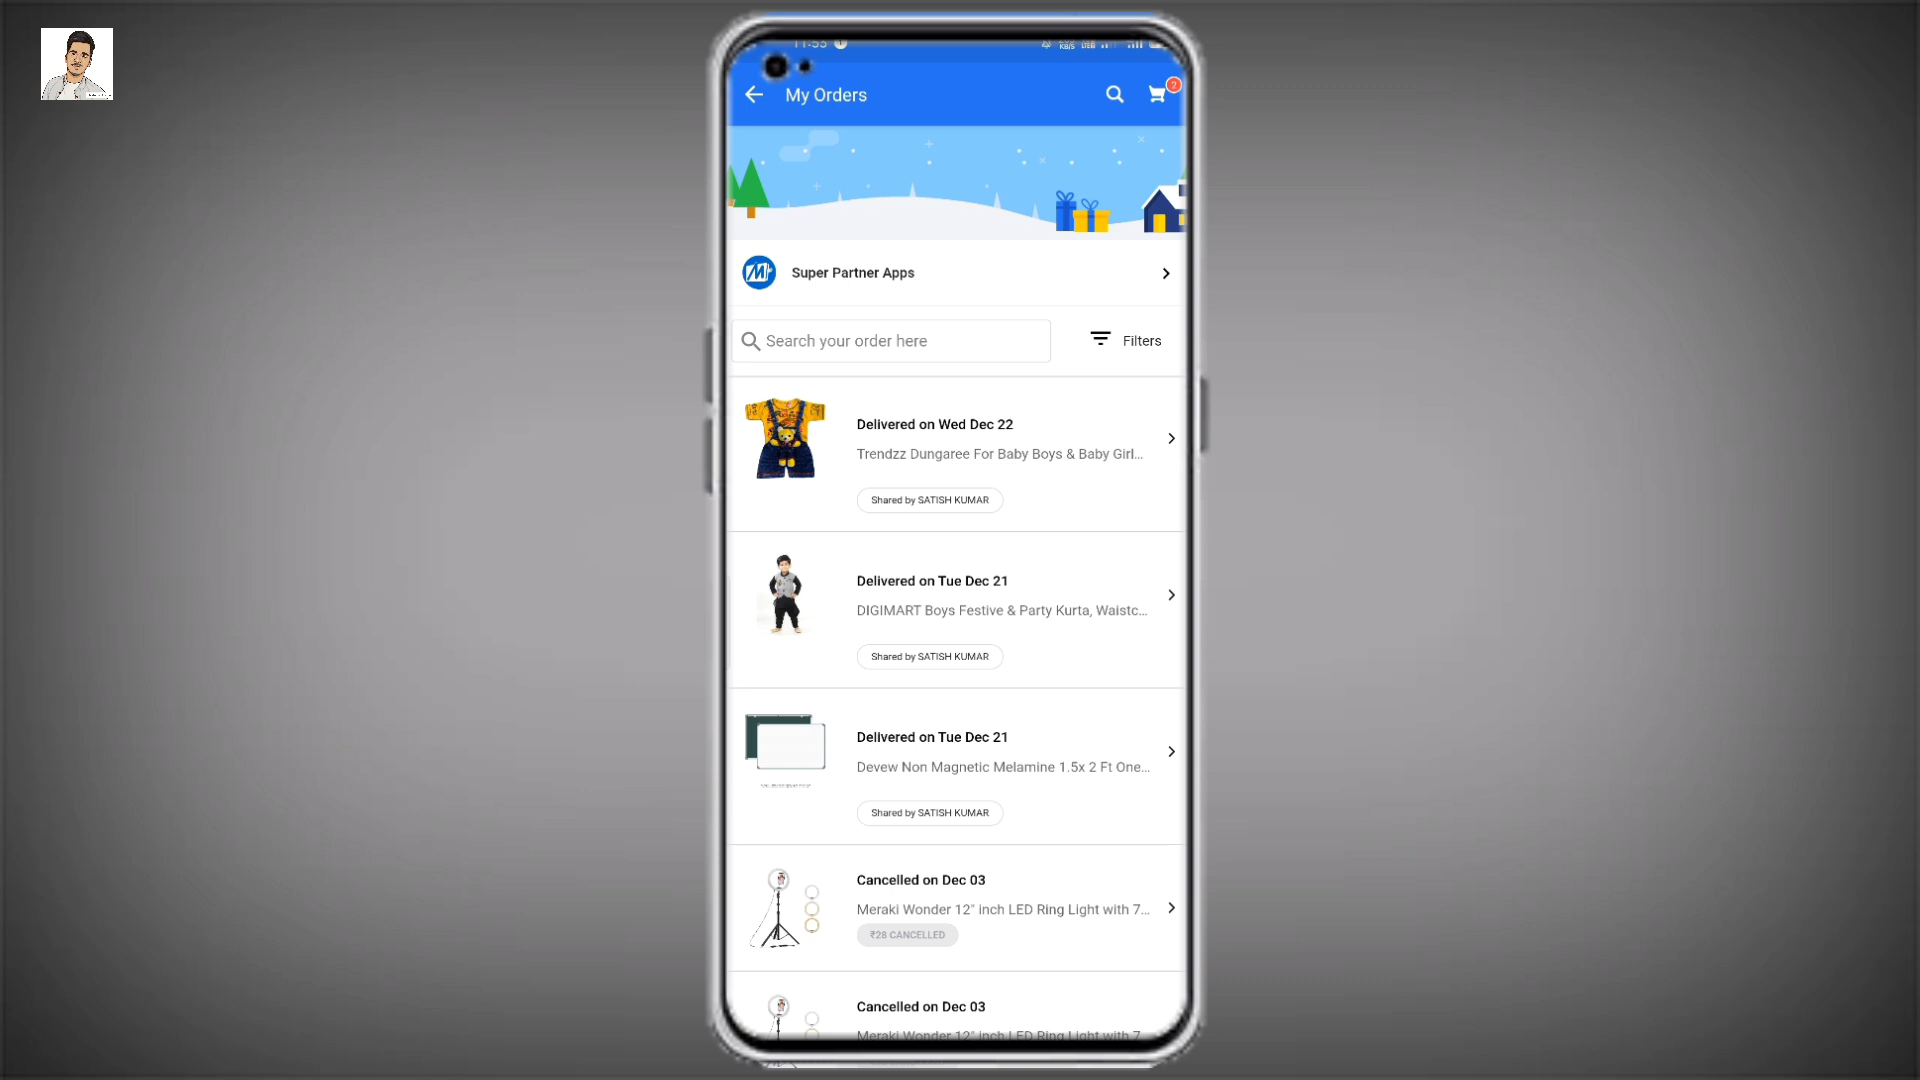 11:53
My Orders
2
Super Partner Apps
Search your order here
Filters
Delivered on Wed Dec 22
Trendzz Dungaree For Baby Boys & Baby Girl...
Shared by SATISH KUMAR
Delivered on Tue Dec 21
DIGIMART Boys Festive & Party Kurta, Waistc...
Shared by SATISH KUMAR
Delivered on Tue Dec 21
Devew Non Magnetic Melamine 1.5x 2 Ft One...
Shared by SATISH KUMAR
Cancelled on Dec 03
Meraki Wonder 12" inch LED Ring Light with 7...
₹28 CANCELLED
Cancelled on Dec 03
Meraki Wonder 12" inch LED Ring Light with 7